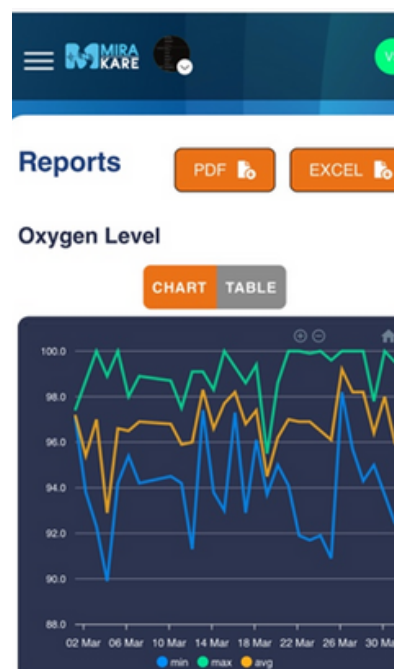 MIRA
KARE
V
Reports
PDF
EXCEL
Oxygen Level
CHART TABLE
100.0
98.0
96.0
94.0
92.0
90.0
88.0
02 Mar 06 Mar 10 Mar 14 Mar 18 Mar 22 Mar 26 Mar 30 Ma
min max avg